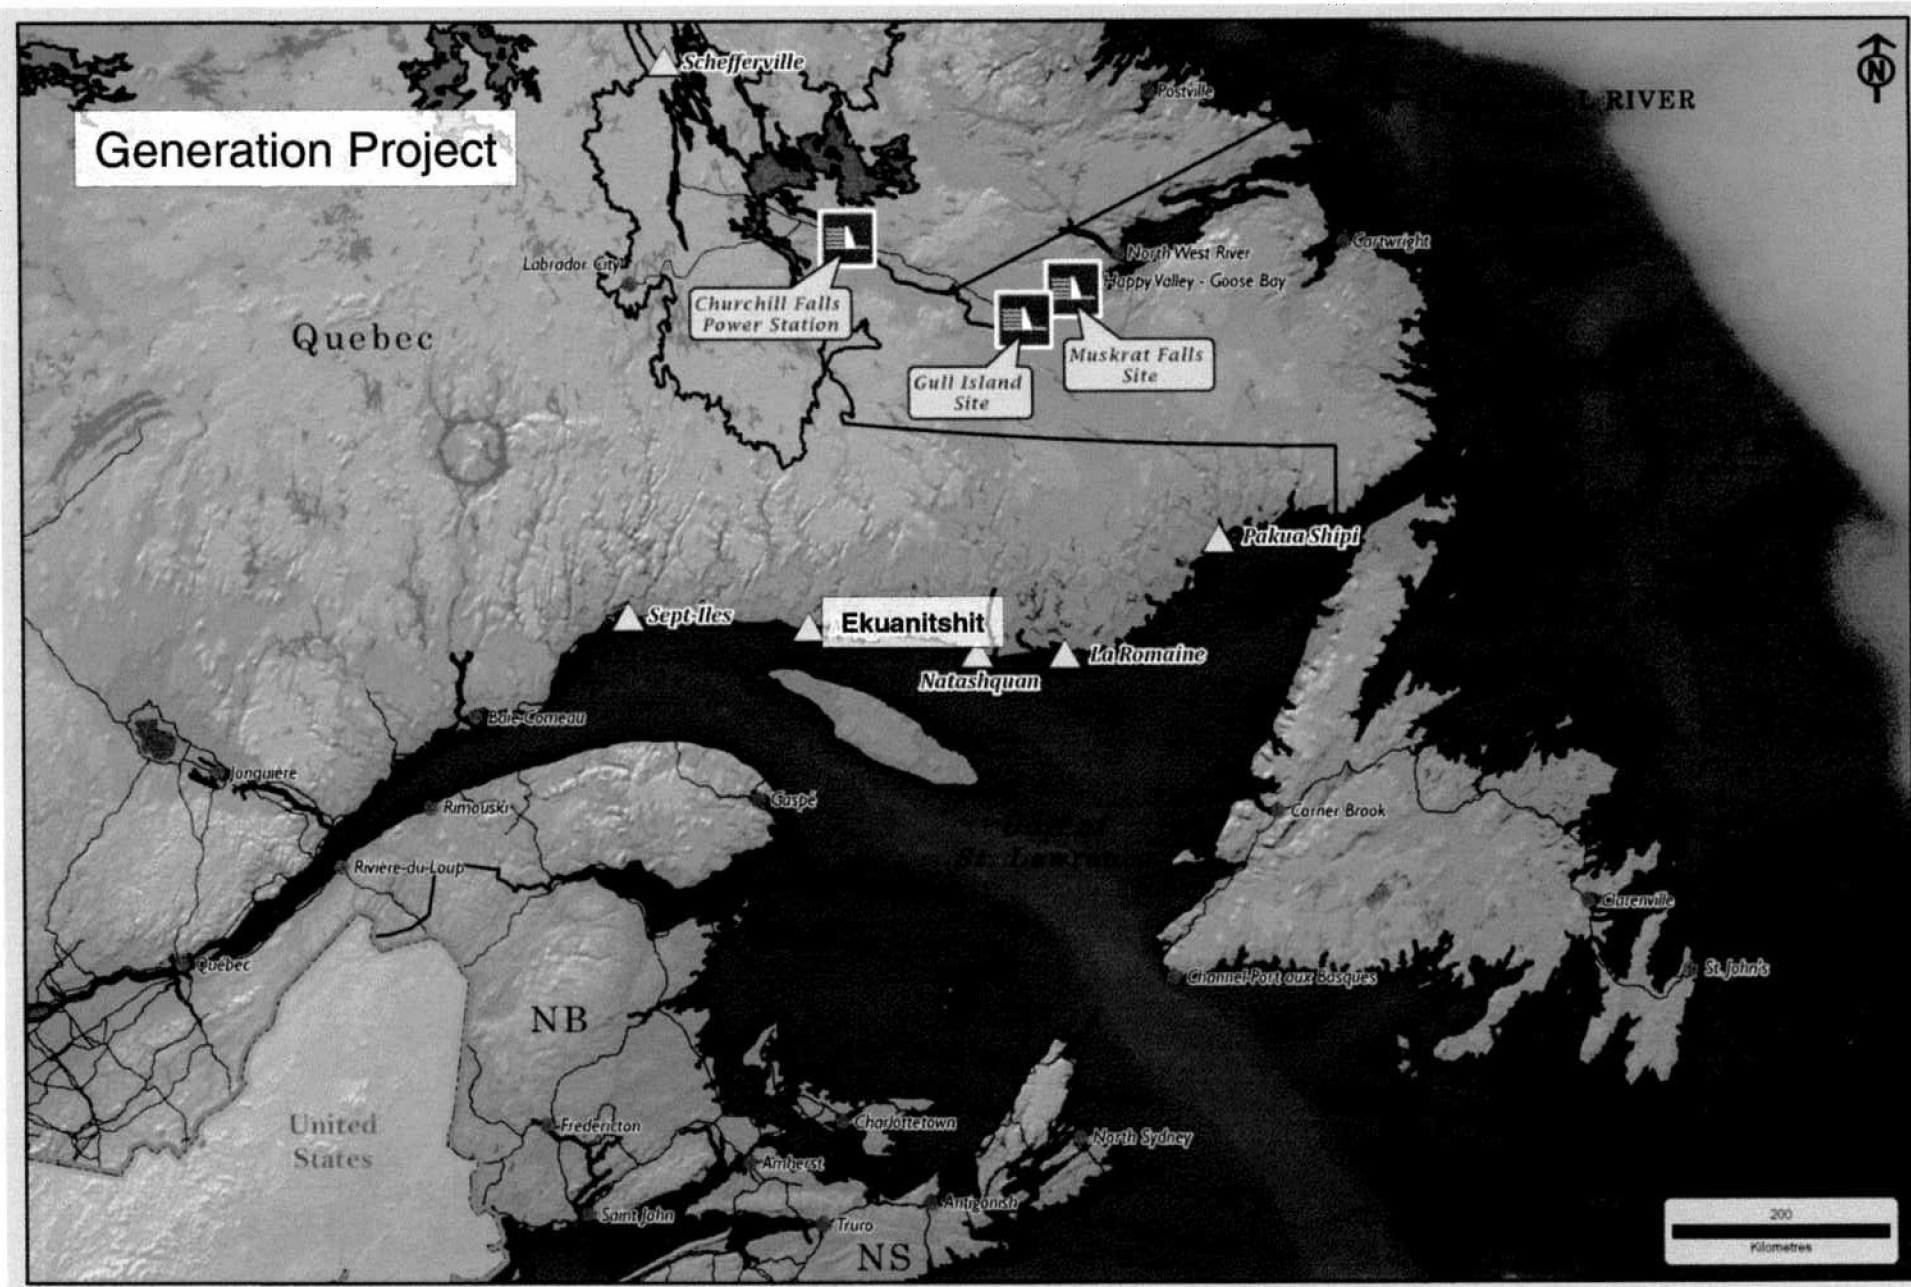 Schefferville
Postville
L RIVER
N
Generation Project
Cartwright
North West River
Labrador City
Happy Valley - Goose Bay
Churchill Falls
Power Station
Quebec
Muskrat Falls
Site
Gull Island
Site
Pakua Shipi
Sept-Îles
Ekuanitshit
La Romaine
Natashquan
Baie-Comeau
Jonquière
Rimouski
Gaspé
Corner Brook
Rivière-du-Loup
Clarenville
Québec
St. John's
Channel-Port aux Basques
NB
United
States
Fredericton
Charlottetown
North Sydney
Amherst
Antigonish
Saint John
Truro
NS
200
Kilometres